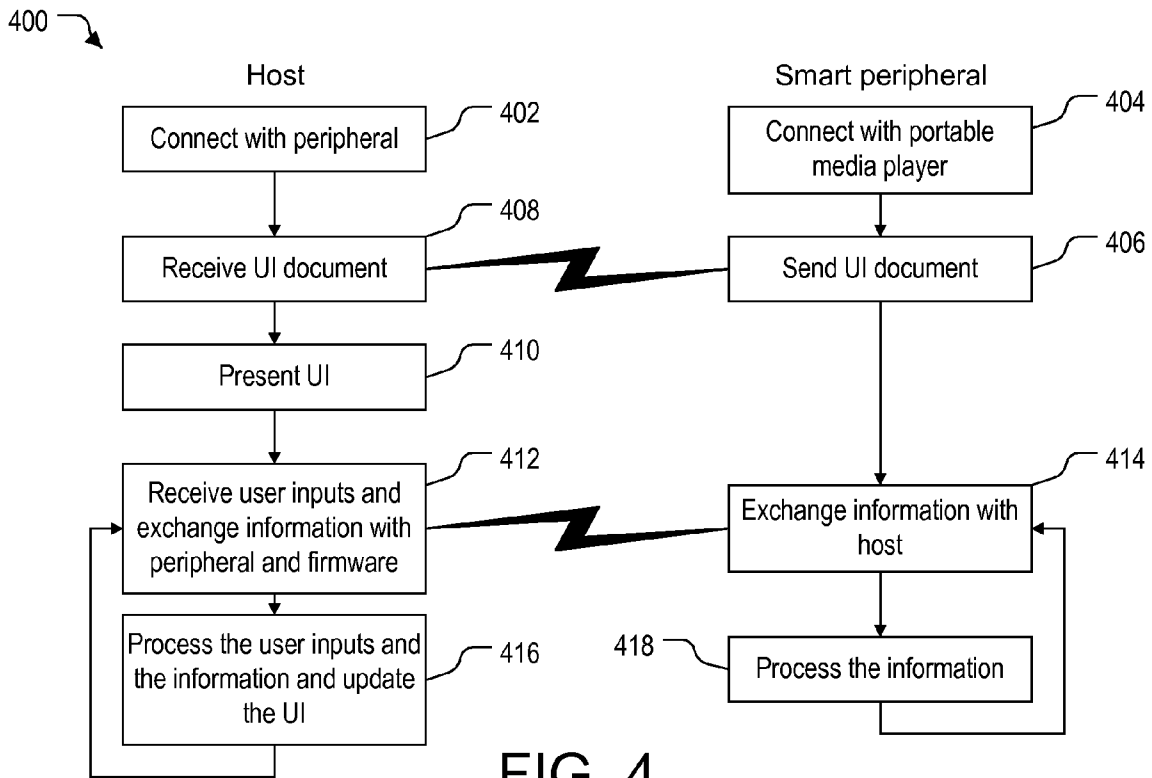 400
Host
Smart peripheral
402
Connect with peripheral
404
Connect with portable
media player
408
Receive UI document
406
Send UI document
410
Present UI
412
Receive user inputs and
exchange information with
peripheral and firmware
414
Exchange information with
host
416
Process the user inputs and
the information and update
the UI
418
Process the information
FIG. 4